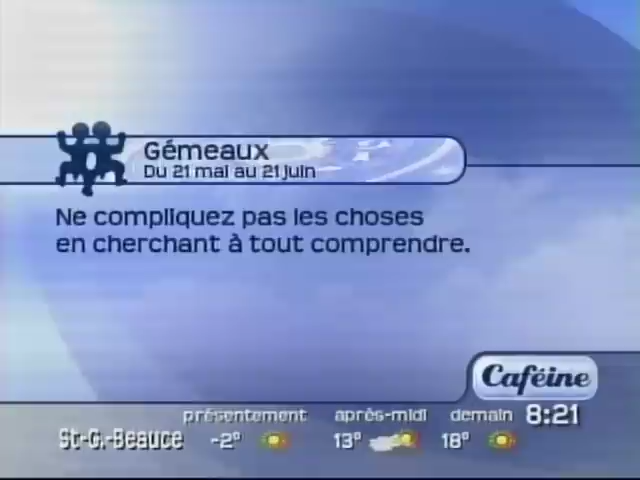 Gémeaux
Du 21 mai au 21 juin
Ne compliquez pas les choses
en cherchant à tout comprendre.
Caféine
présentement après-midi demain 8:21
St-G.-Beauce -2° 13° 18°